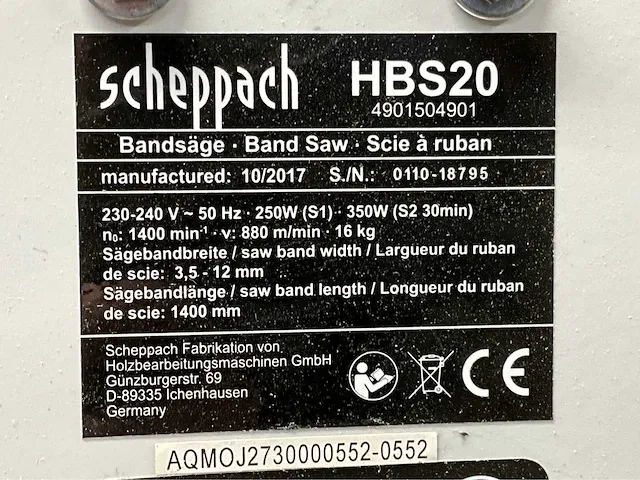 scheppach HBS20
4901504901
Bandsäge · Band Saw · Scie à ruban
manufactured: 10/2017 S./N.: 0110-18795
230-240 V ~ 50 Hz · 250W (S1) · 350W (S2 30min)
n₀: 1400 min⁻¹ · v: 880 m/min · 16 kg
Sägebandbreite / saw band width / Largueur du ruban
de scie: 3,5 - 12 mm
Sägebandlänge / saw band length / Longueur du ruban
de scie: 1400 mm
Scheppach Fabrikation von
Holzbearbeitungsmaschinen GmbH
Günzburgerstr. 69
D-89335 Ichenhausen
Germany
CE
AQMOJ2730000552-0552